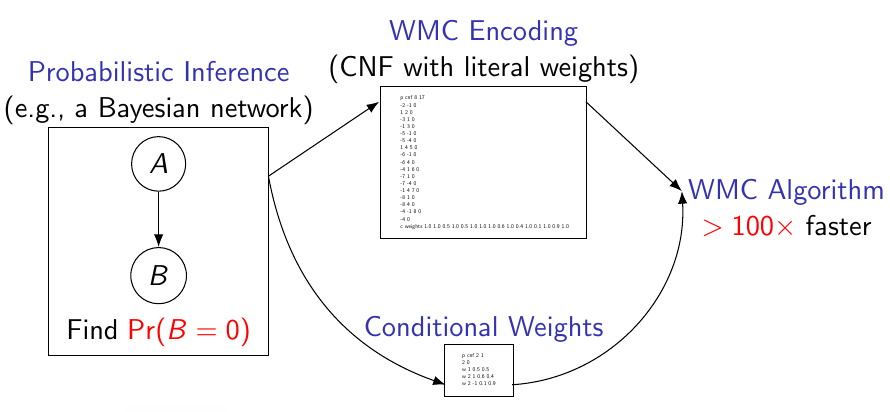 WMC Encoding
(CNF with literal weights)
Probabilistic Inference
(e.g., a Bayesian network)
A
B
Find Pr(B = 0)
p cnf 8 17
-2 -1 0
1 2 0
-3 1 0
-1 3 0
-5 -1 0
-5 -4 0
1 4 5 0
-6 -1 0
-6 4 0
-4 1 6 0
-7 1 0
-7 -4 0
-1 4 7 0
-8 1 0
-8 4 0
-4 -1 8 0
-4 0
c weights 1.0 1.0 0.5 1.0 0.5 1.0 1.0 1.0 0.6 1.0 0.4 1.0 0.1 1.0 0.9 1.0
WMC Algorithm
> 100× faster
Conditional Weights
p cnf 2 1
2 0
w 1 0.5 0.5
w 2 1 0.6 0.4
w 2 -1 0.1 0.9